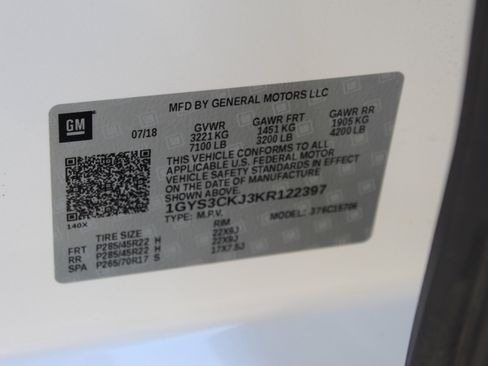 MFD BY GENERAL MOTORS LLC
GM
07/18
GVWR GAWR FRT GAWR RR
3221 KG 1451 KG 1905 KG
7100 LB 3200 LB 4200 LB
THIS VEHICLE CONFORMS TO ALL
APPLICABLE U.S. FEDERAL MOTOR
VEHICLE SAFETY STANDARDS IN EFFECT
ON THE DATE OF MANUFACTURE
SHOWN ABOVE.
1GYS3CKJ3KR122397
140X
TYPE: M.P.V. MODEL:
TIRE SIZE RIM
FRT P285/45R22 H 22X9J
RR P285/45R22 H 22X9J
SPA P265/70R17 S 17X7.5J